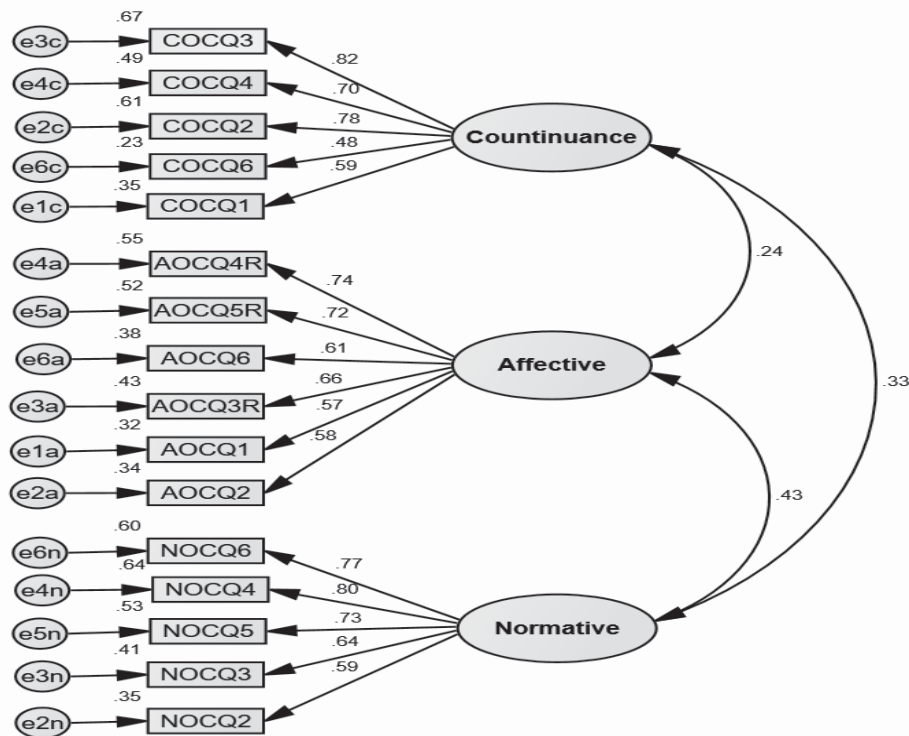 .67
e3c COCQ3
.82
.49
e4c COCQ4
.70
.61
e2c COCQ2
.78
Countinuance
.23
e6c COCQ6
.48
.59
.35
e1c COCQ1
.24
.55
e4a AOCQ4R
.74
.52
e5a AOCQ5R
.72
.38
e6a AOCQ6
.61
Affective
.33
.43
e3a AOCQ3R
.66
.57
.32
e1a AOCQ1
.58
.34
e2a AOCQ2
.43
.60
e6n NOCQ6
.77
.64
e4n NOCQ4
.80
.53
e5n NOCQ5
.73
Normative
.64
.41
e3n NOCQ3
.59
.35
e2n NOCQ2